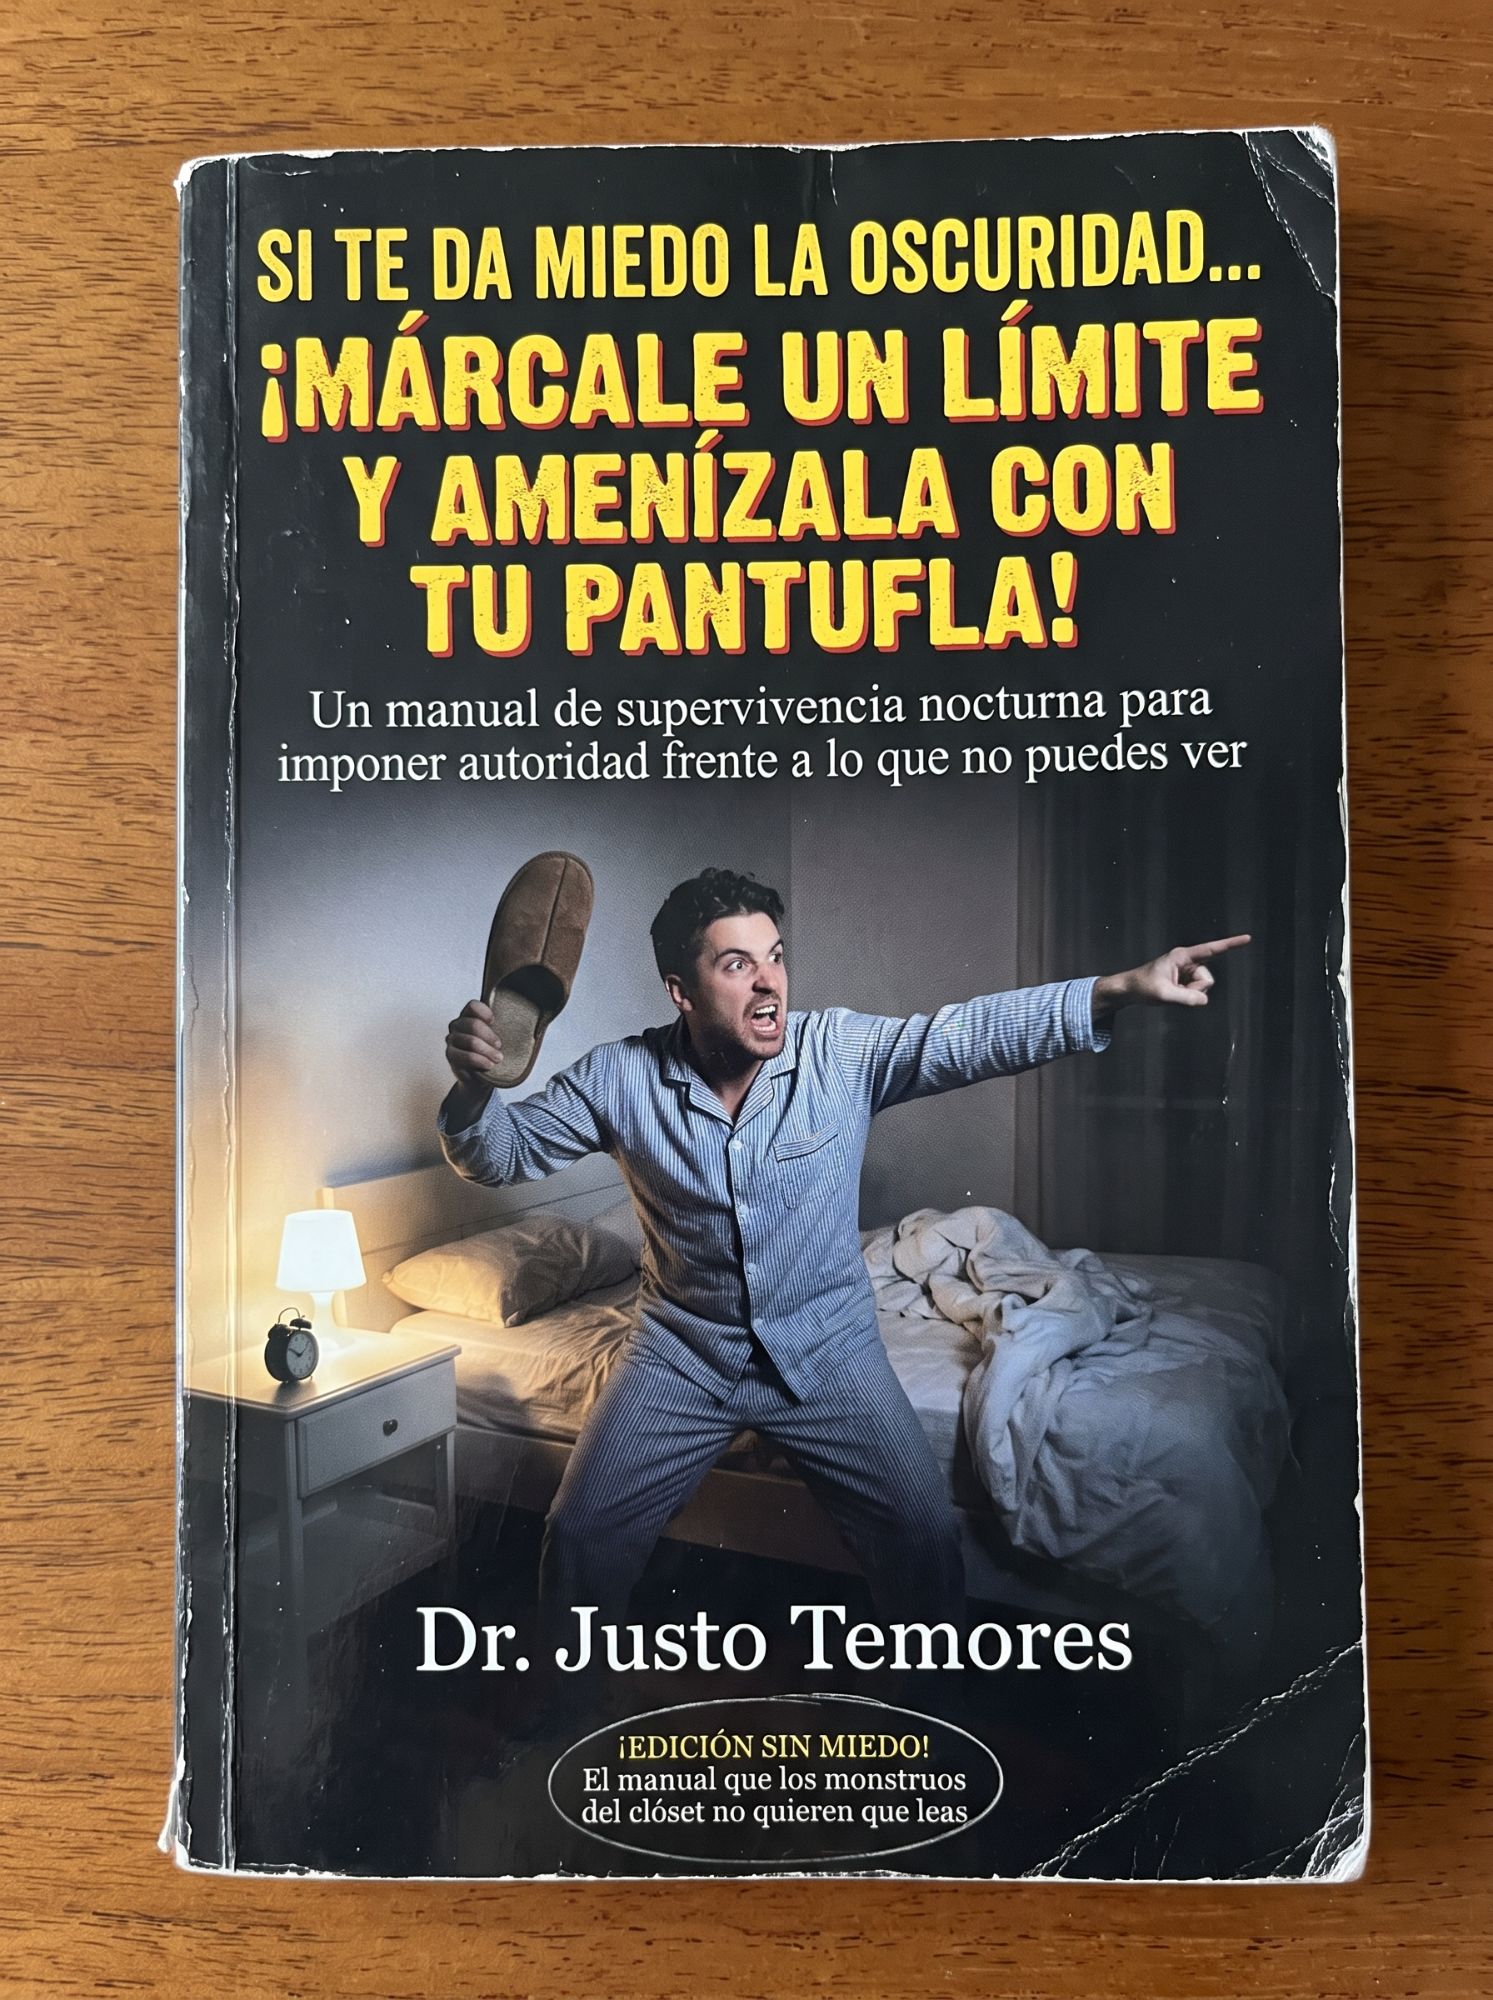 SI TE DA MIEDO LA OSCURIDAD...
¡MÁRCALE UN LÍMITE
Y AMENÍZALA CON
TU PANTUFLA!
Un manual de supervivencia nocturna para
imponer autoridad frente a lo que no puedes ver
Dr. Justo Temores
¡EDICIÓN SIN MIEDO!
El manual que los monstruos
del clóset no quieren que leas